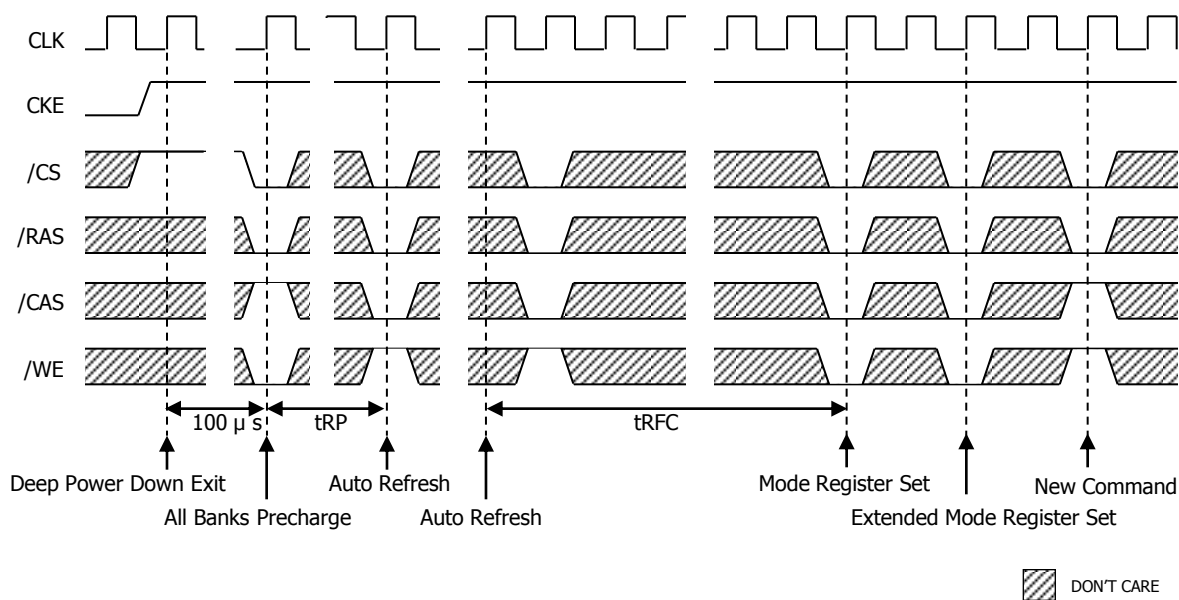 CLK
CKE
/CS
/RAS
/CAS
/WE
100 μ s
tRP
tRFC
Deep Power Down Exit
Auto Refresh
Mode Register Set
New Command
All Banks Precharge
Auto Refresh
Extended Mode Register Set
DON'T CARE